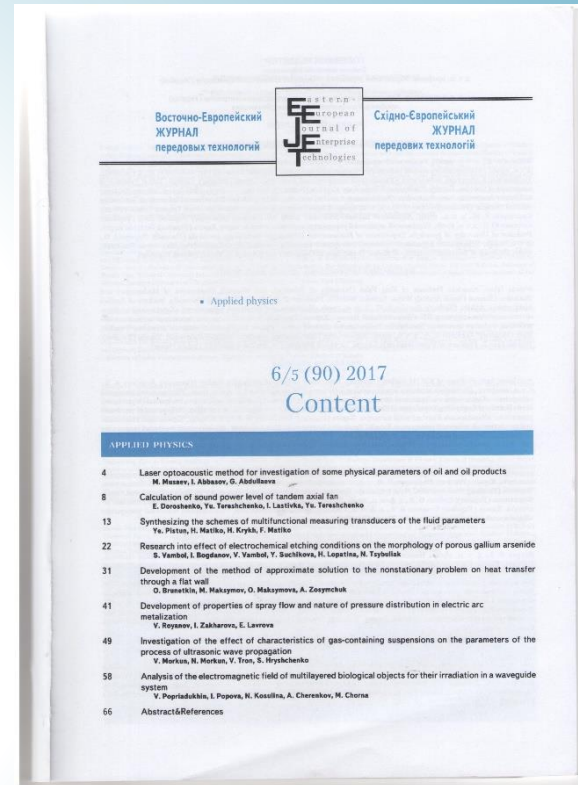 Восточно-Европейский
ЖУРНАЛ
передовых технологий
Eastern-
European
Journal of
Enterprise
Technologies
Східно-Європейський
ЖУРНАЛ
передових технологій
▪ Applied physics
6/5 (90) 2017
Content
APPLIED PHYSICS
4 Laser optoacoustic method for investigation of some physical parameters of oil and oil products
M. Musaev, I. Abbasov, G. Abdullaeva
8 Calculation of sound power level of tandem axial fan
E. Doroshenko, Yu. Tereshchenko, I. Lastivka, Yu. Tereshchenko
13 Synthesizing the schemes of multifunctional measuring transducers of the fluid parameters
Ye. Pistun, H. Matiko, H. Krykh, F. Matiko
22 Research into effect of electrochemical etching conditions on the morphology of porous gallium arsenide
S. Vambol, I. Bogdanov, V. Vambol, Y. Suchikova, H. Lopatina, N. Tsybuliak
31 Development of the method of approximate solution to the nonstationary problem on heat transfer
through a flat wall
O. Brunetkin, M. Maksymov, O. Maksymova, A. Zosymchuk
41 Development of properties of spray flow and nature of pressure distribution in electric arc
metalization
V. Royanov, I. Zakharova, E. Lavrova
49 Investigation of the effect of characteristics of gas-containing suspensions on the parameters of the
process of ultrasonic wave propagation
V. Morkun, N. Morkun, V. Tron, S. Hryshchenko
58 Analysis of the electromagnetic field of multilayered biological objects for their irradiation in a waveguide
system
V. Popriadukhin, I. Popova, N. Kosulina, A. Cherenkov, M. Chorna
66 Abstract&References